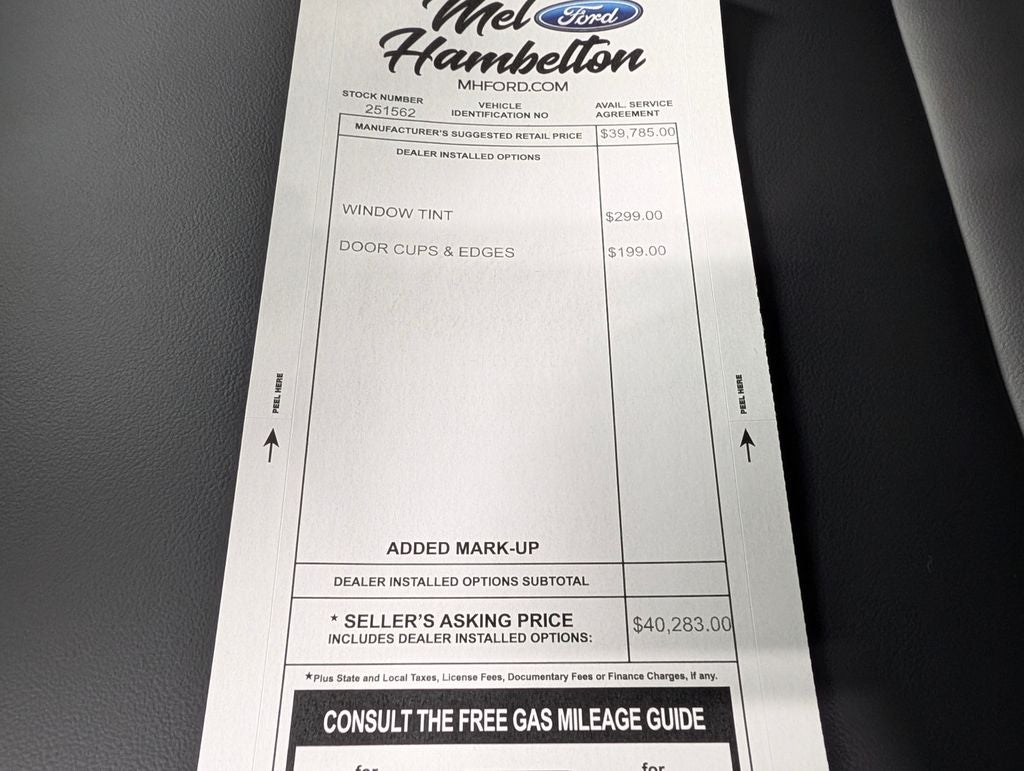 Mel Ford
Hambelton
MHFORD.COM
STOCK NUMBER
251562
VEHICLE
IDENTIFICATION NO
AVAIL. SERVICE
AGREEMENT
MANUFACTURER'S SUGGESTED RETAIL PRICE $39,785.00
DEALER INSTALLED OPTIONS
WINDOW TINT $299.00
DOOR CUPS & EDGES $199.00
PEEL HERE
PEEL HERE
ADDED MARK-UP
DEALER INSTALLED OPTIONS SUBTOTAL
* SELLER'S ASKING PRICE $40,283.00
INCLUDES DEALER INSTALLED OPTIONS:
*Plus State and Local Taxes, License Fees, Documentary Fees or Finance Charges, If any.
CONSULT THE FREE GAS MILEAGE GUIDE
for for